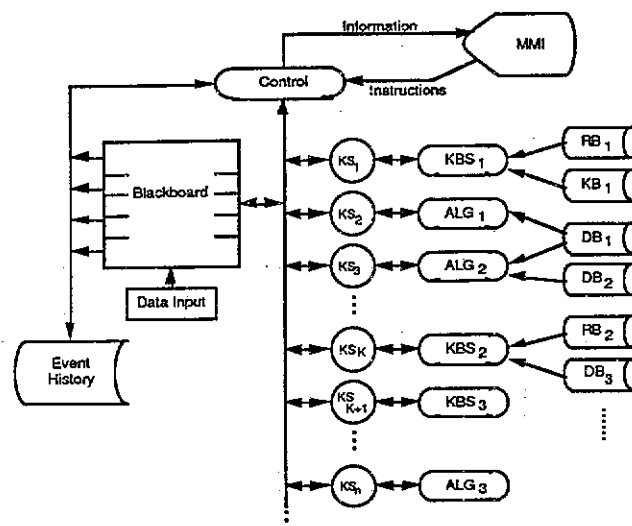 Information
MMI
Control
Instructions
KS1
KBS1
RB1
KB1
Blackboard
KS2
ALG1
DB1
KS3
ALG2
DB2
Data Input
RB2
KSK
KBS2
Event
History
DB3
KS
K+1
KBS3
KSn
ALG3